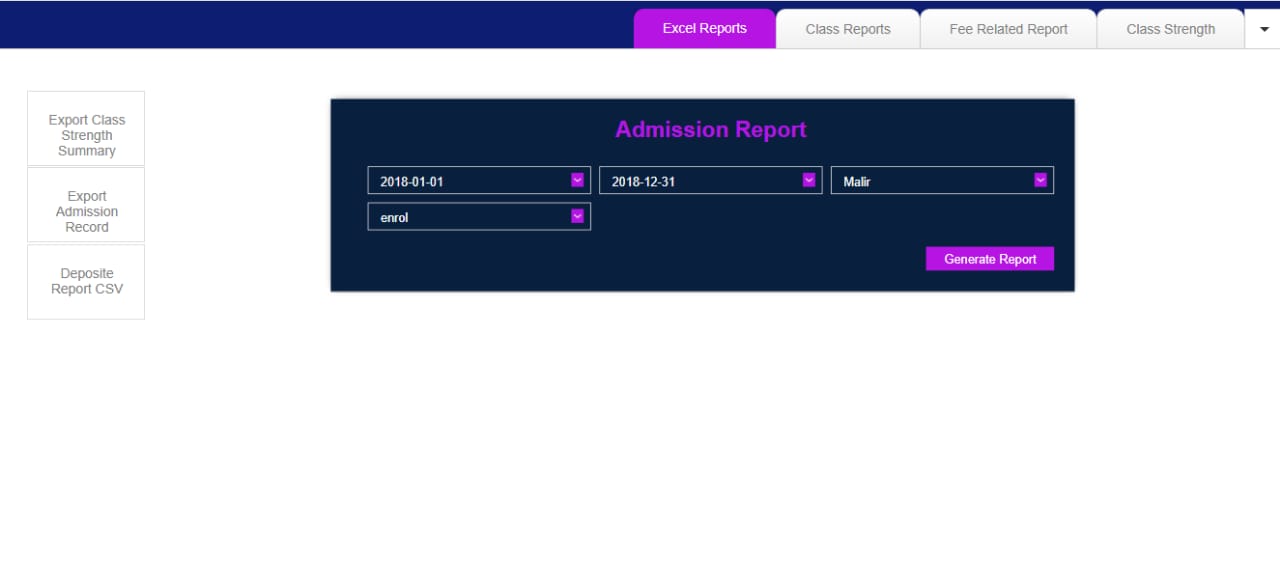 Excel Reports
Class Reports
Fee Related Report
Class Strength
Export Class
Strength
Summary
Export
Admission
Record
Deposite
Report CSV
Admission Report
2018-01-01
2018-12-31
Malir
enrol
Generate Report